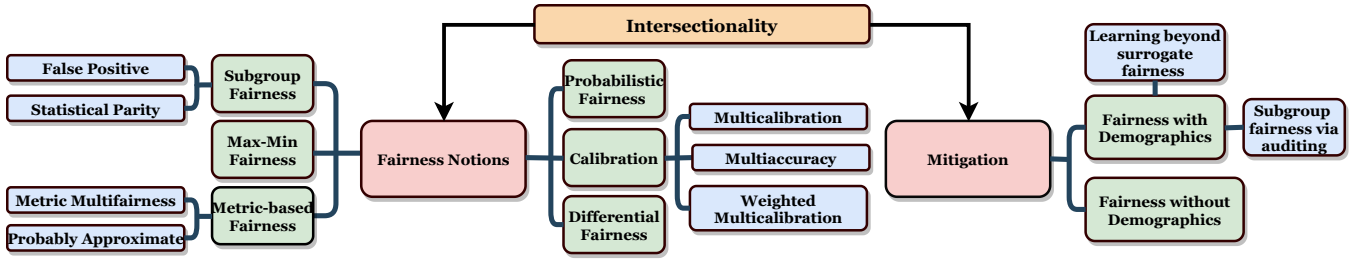 Intersectionality
False Positive
Statistical Parity
Subgroup
Fairness
Max-Min
Fairness
Metric Multifairness
Probably Approximate
Metric-based
Fairness
Fairness Notions
Probabilistic
Fairness
Calibration
Differential
Fairness
Multicalibration
Multiaccuracy
Weighted
Multicalibration
Mitigation
Learning beyond
surrogate
fairness
Fairness with
Demographics
Subgroup
fairness via
auditing
Fairness without
Demographics